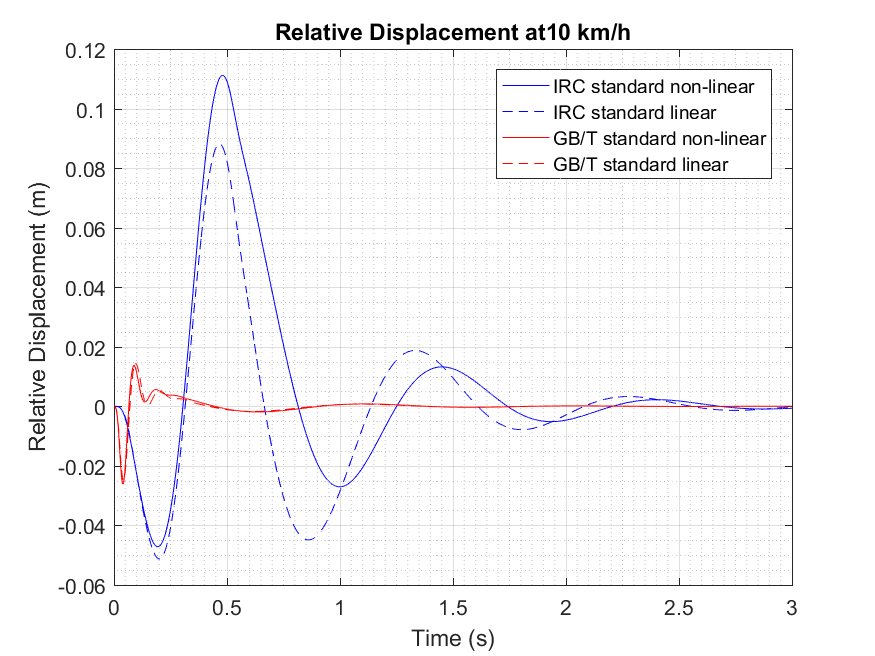 Relative Displacement at10 km/h
0.12
0.1
0.08
0.06
0.04
0.02
0
-0.02
-0.04
-0.06
Relative Displacement (m)
IRC standard non-linear
IRC standard linear
GB/T standard non-linear
GB/T standard linear
0 0.5 1 1.5 2 2.5 3
Time (s)